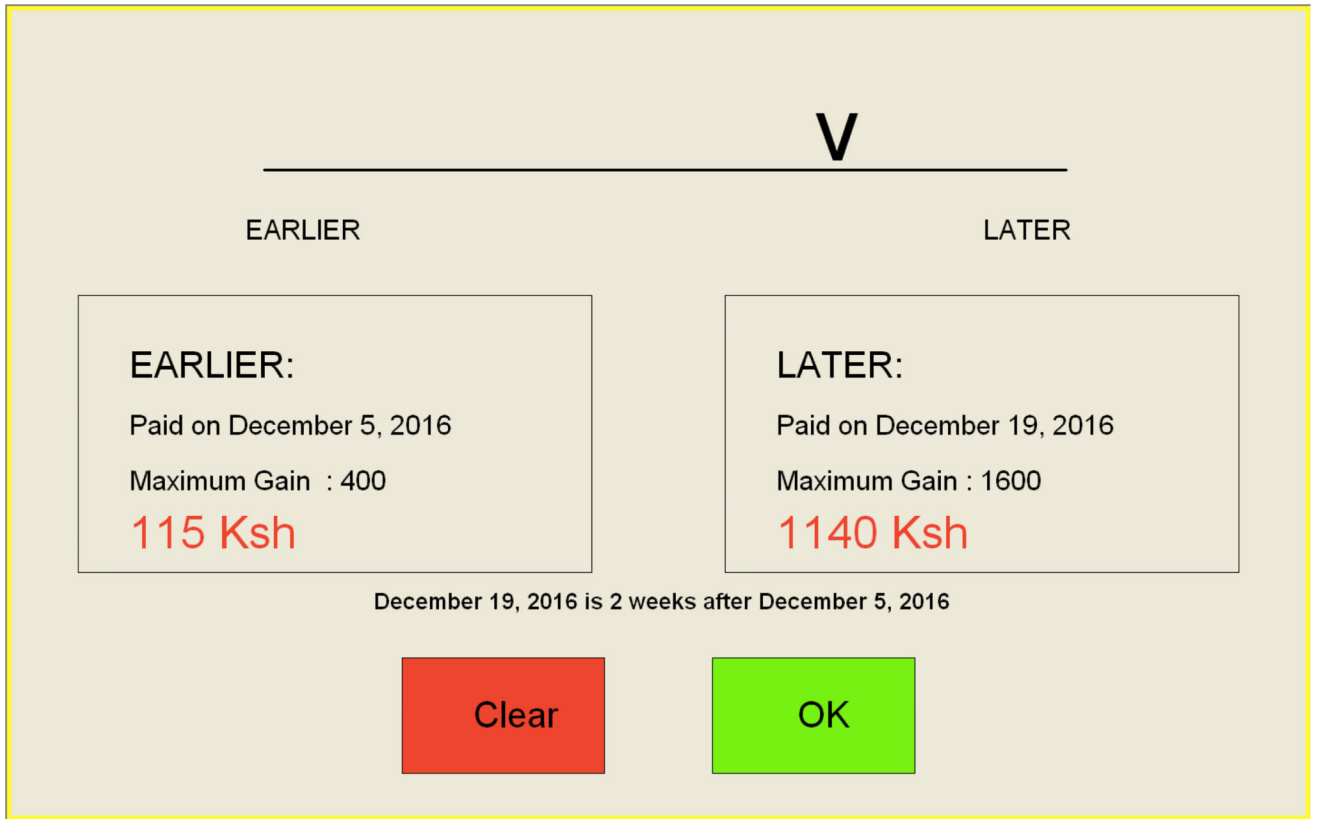 V
EARLIER
LATER
EARLIER:
Paid on December 5, 2016
Maximum Gain : 400
115 Ksh
LATER:
Paid on December 19, 2016
Maximum Gain : 1600
1140 Ksh
December 19, 2016 is 2 weeks after December 5, 2016
Clear
OK